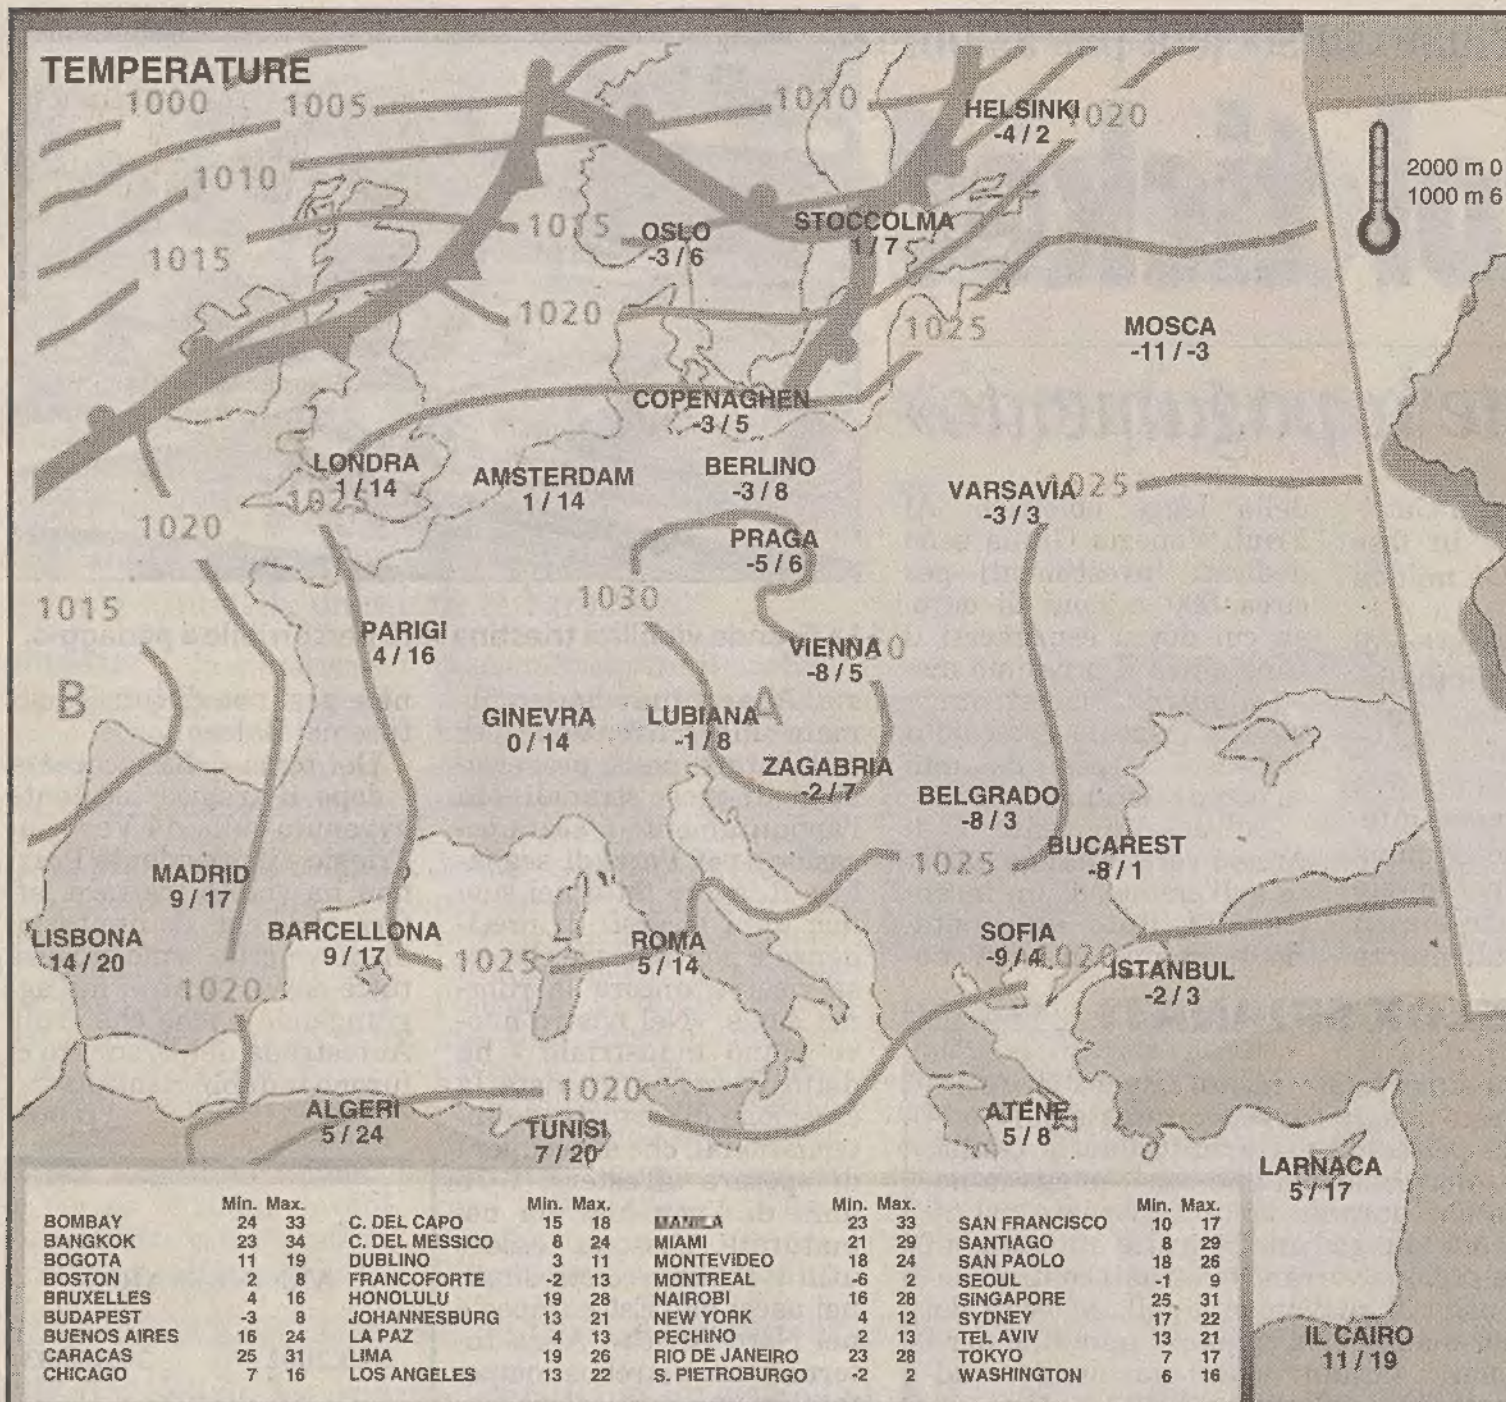 TEMPERATURE
1000 1005 1010
HELSINKI 1020
-4 / 2
2000 m 0
1000 m 6
1010
1015
OSLO
-3 / 6
STOCCOLMA
1 / 7
1015
1020
1025
MOSCA
-11 / -3
COPENAGHEN
-3 / 5
LONDRA
1 / 14
1025
AMSTERDAM
1 / 14
BERLINO
-3 / 8
VARSAVIA 1025
-3 / 3
1020
PRAGA
-5 / 6
1015
1030
PARIGI
4 / 16
VIENNA
-8 / 5
B
GINEVRA
0 / 14
LUBIANA A
-1 / 8
ZAGABRIA
-2 / 7
BELGRADO
-8 / 3
1025
BUCAREST
-8 / 1
MADRID
9 / 17
LISBONA
14 / 20
BARCELLONA
9 / 17
1025
ROMA
5 / 14
SOFIA
-9 / 4
1020
ISTANBUL
-2 / 3
1020
1020
ALGERI
5 / 24
TUNISI
7 / 20
ATENE
5 / 8
LARNACA
5 / 17
IL CAIRO
11 / 19
Min. Max. Min. Max. Min. Max. Min. Max.
BOMBAY 24 33 C. DEL CAPO 15 18 MANILA 23 33 SAN FRANCISCO 10 17
BANGKOK 23 34 C. DEL MESSICO 8 24 MIAMI 21 29 SANTIAGO 8 29
BOGOTA 11 19 DUBLINO 3 11 MONTEVIDEO 18 24 SAN PAOLO 18 26
BOSTON 2 8 FRANCOFORTE -2 13 MONTREAL -6 2 SEOUL -1 9
BRUXELLES 4 16 HONOLULU 19 28 NAIROBI 16 28 SINGAPORE 25 31
BUDAPEST -3 8 JOHANNESBURG 13 21 NEW YORK 4 12 SYDNEY 17 22
BUENOS AIRES 16 24 LA PAZ 4 13 PECHINO 2 13 TEL AVIV 13 21
CARACAS 25 31 LIMA 19 26 RIO DE JANEIRO 23 28 TOKYO 7 17
CHICAGO 7 16 LOS ANGELES 13 22 S. PIETROBURGO -2 2 WASHINGTON 6 16